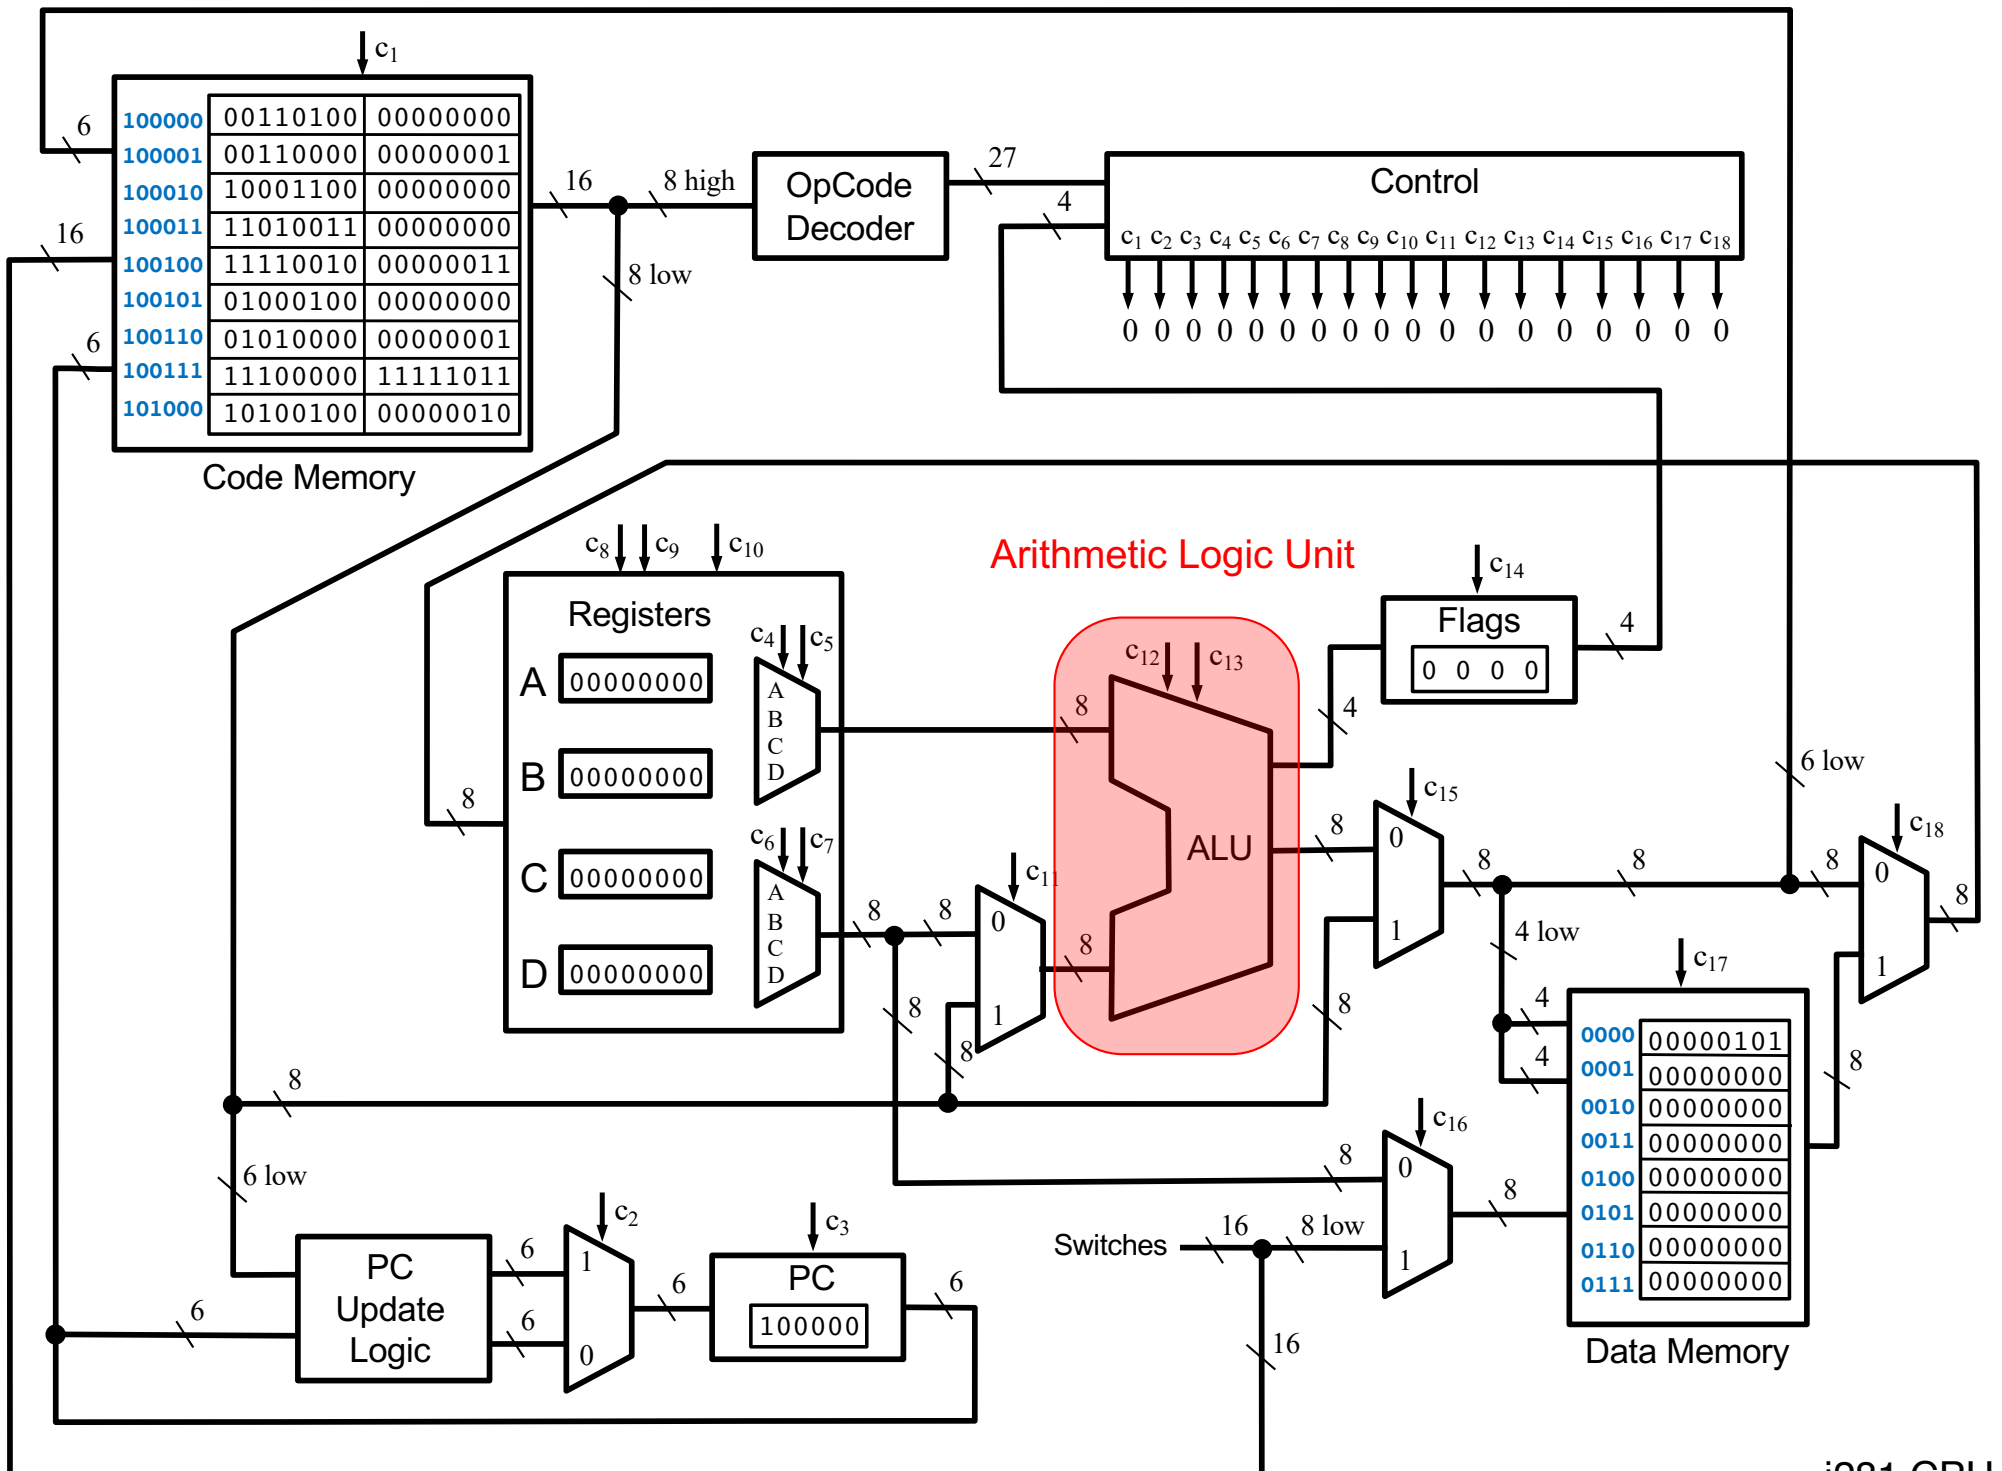 c1
100000 00110100 00000000
100001 00110000 00000001
100010 10001100 00000000
100011 11010011 00000000
100100 11110010 00000011
100101 01000100 00000000
100110 01010000 00000001
100111 11100000 11111011
101000 10100100 00000010
Code Memory
6
16
6
16
8 high
8 low
OpCode
Decoder
27
4
Control
c1 c2 c3 c4 c5 c6 c7 c8 c9 c10 c11 c12 c13 c14 c15 c16 c17 c18
0 0 0 0 0 0 0 0 0 0 0 0 0 0 0 0 0 0
c8 c9 c10
Registers
A 00000000
B 00000000
C 00000000
D 00000000
8
c4 c5
A
B
C
D
c6 c7
A
B
C
D
8
8
8
c11
0
1
8
Arithmetic Logic Unit
c12 c13
8
8
ALU
c14
Flags
0 0 0 0
4
4
8
c15
0
1
8
8
8
6 low
8
4 low
c18
0
1
8
c17
4
4
0000 00000101
0001 00000000
0010 00000000
0011 00000000
0100 00000000
0101 00000000
0110 00000000
0111 00000000
Data Memory
8
8
6 low
c16
8
0
1
8
Switches
16
8 low
16
PC
Update
Logic
6
6
6
c2
1
0
6
c3
PC
100000
6